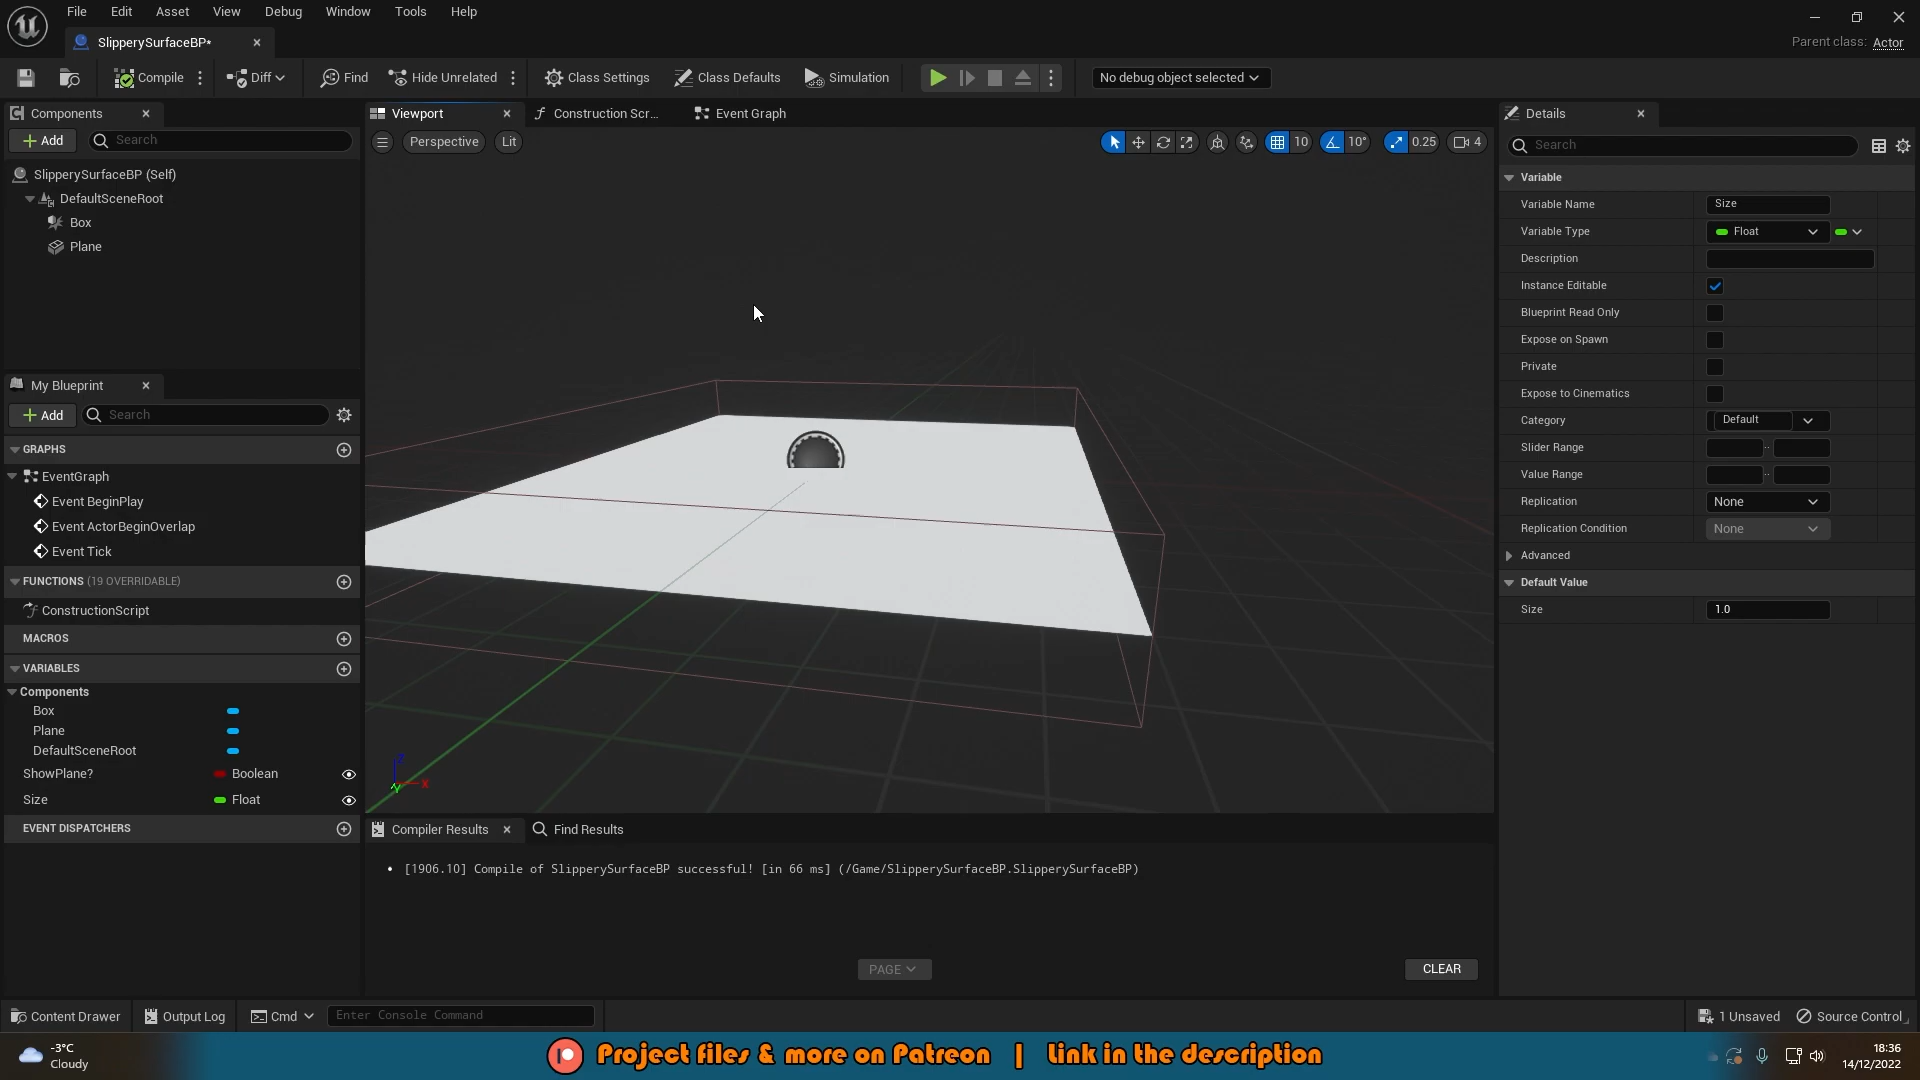 File Edit Asset View Debug Window Tools Help
SlipperySurfaceBP*
Parent class: Actor
Compile Diff Find Hide Unrelated Class Settings Class Defaults Simulation No debug object selected
Components
Add Search
SlipperySurfaceBP (Self)
DefaultSceneRoot
Box
Plane
My Blueprint
Add Search
GRAPHS
EventGraph
Event BeginPlay
Event ActorBeginOverlap
Event Tick
FUNCTIONS (19 OVERRIDABLE)
ConstructionScript
MACROS
VARIABLES
Components
Box
Plane
DefaultSceneRoot
ShowPlane? Boolean
Size Float
EVENT DISPATCHERS
Viewport Construction Scr... Event Graph
Perspective Lit 10 10° 0.25 4
Z
X
Y
Compiler Results Find Results
• [1906.10] Compile of SlipperySurfaceBP successful! [in 66 ms] (/Game/SlipperySurfaceBP.SlipperySurfaceBP)
PAGE CLEAR
Details
Search
Variable
Variable Name Size
Variable Type Float
Description
Instance Editable
Blueprint Read Only
Expose on Spawn
Private
Expose to Cinematics
Category Default
Slider Range ..
Value Range ..
Replication None
Replication Condition None
Advanced
Default Value
Size 1.0
Content Drawer Output Log Cmd Enter Console Command 1 Unsaved Source Control
-3°C
Cloudy
Project files & more on Patreon | Link in the description
18:36
14/12/2022